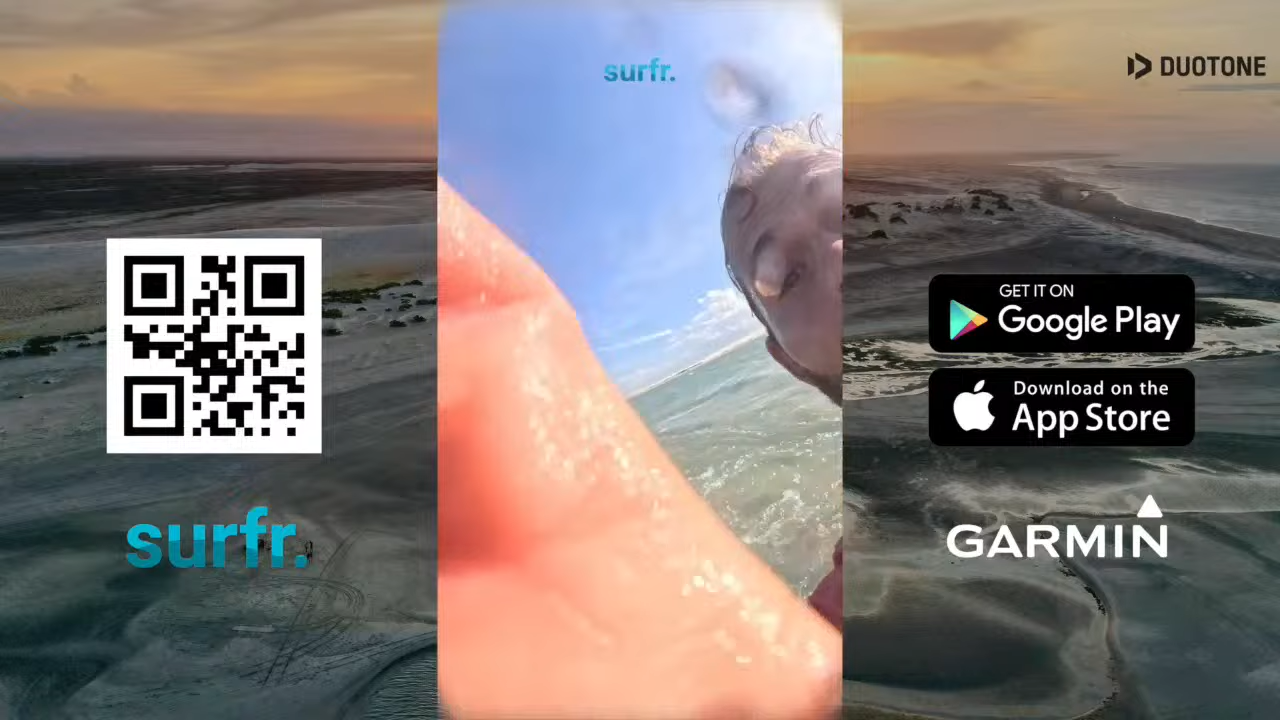 surfr.
DUOTONE
GET IT ON
Google Play
Download on the
App Store
surfr.
GARMIN